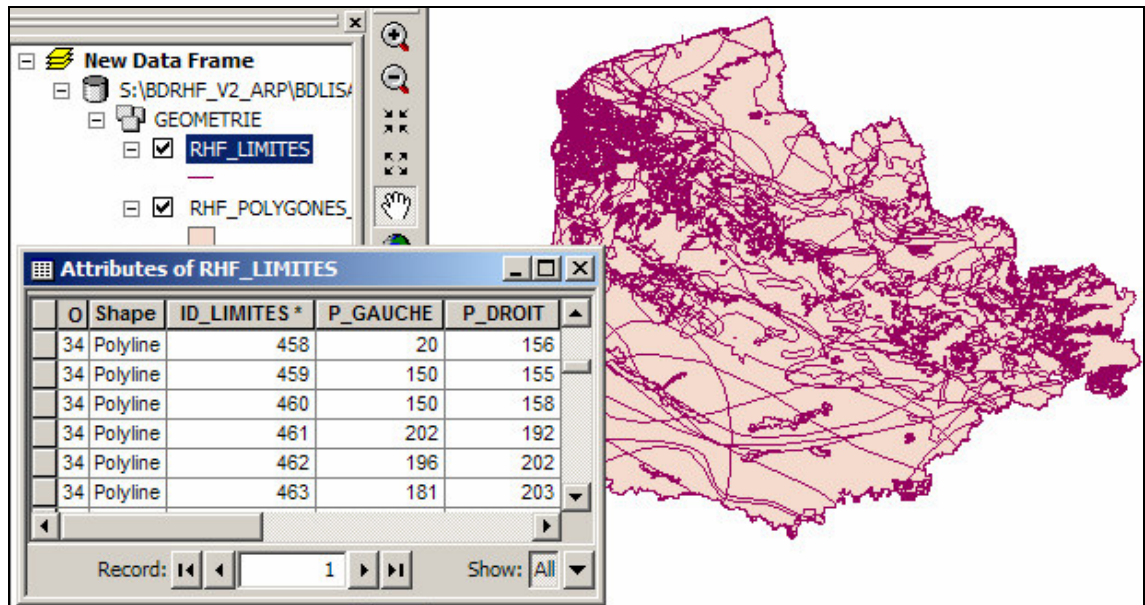 New Data Frame
S:\BDRHF_V2_ARP\BDLISA
GEOMETRIE
RHF_LIMITES
RHF_POLYGONES_
Attributes of RHF_LIMITES
O Shape ID_LIMITES * P_GAUCHE P_DROIT
34 Polyline 458 20 156
34 Polyline 459 150 155
34 Polyline 460 150 158
34 Polyline 461 202 192
34 Polyline 462 196 202
34 Polyline 463 181 203
Record: 1 Show: All